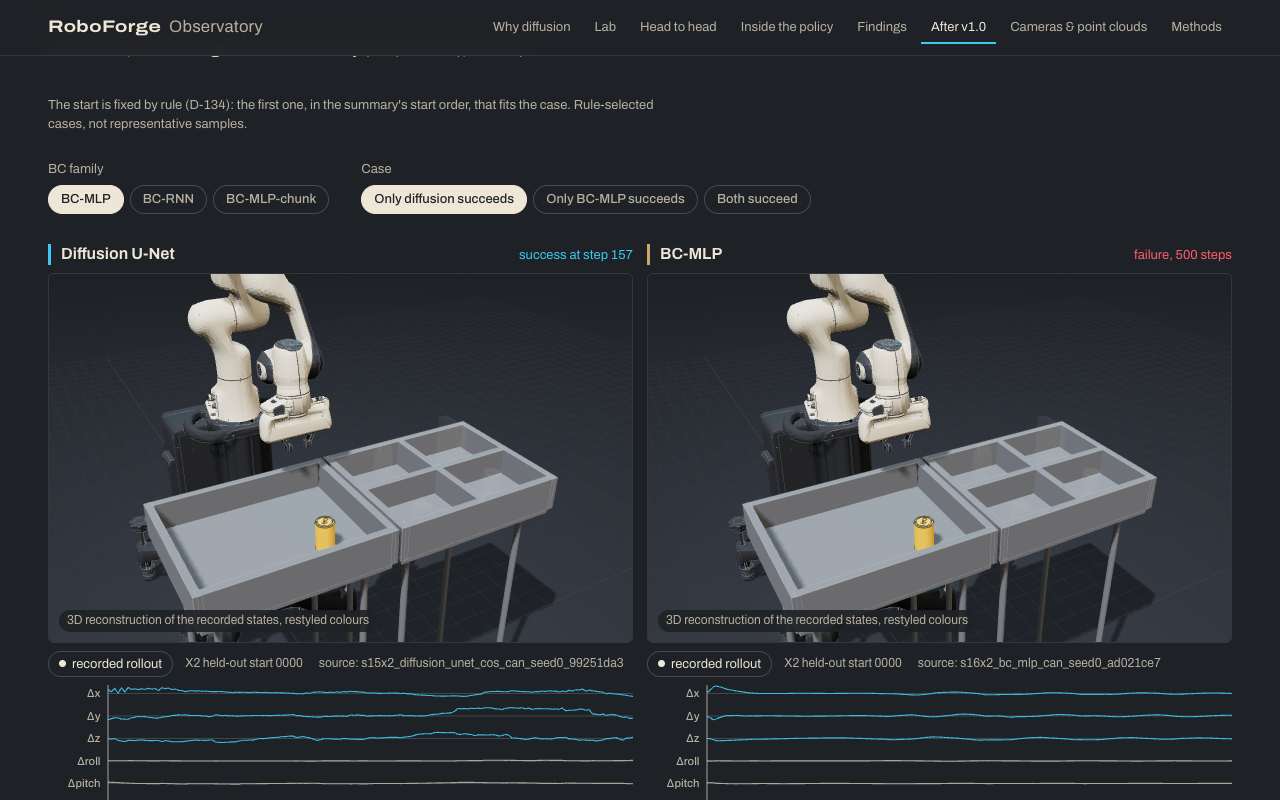 RoboForge Observatory
Why diffusion
Lab
Head to head
Inside the policy
Findings
After v1.0
Cameras & point clouds
Methods
The start is fixed by rule (D-134): the first one, in the summary's start order, that fits the case. Rule-selected
cases, not representative samples.
BC family
BC-MLP
BC-RNN
BC-MLP-chunk
Case
Only diffusion succeeds
Only BC-MLP succeeds
Both succeed
Diffusion U-Net
success at step 157
3D reconstruction of the recorded states, restyled colours
recorded rollout
X2 held-out start 0000
source: s15x2_diffusion_unet_cos_can_seed0_99251da3
Δx
Δy
Δz
Δroll
Δpitch
BC-MLP
failure, 500 steps
3D reconstruction of the recorded states, restyled colours
recorded rollout
X2 held-out start 0000
source: s16x2_bc_mlp_can_seed0_ad021ce7
Δx
Δy
Δz
Δroll
Δpitch